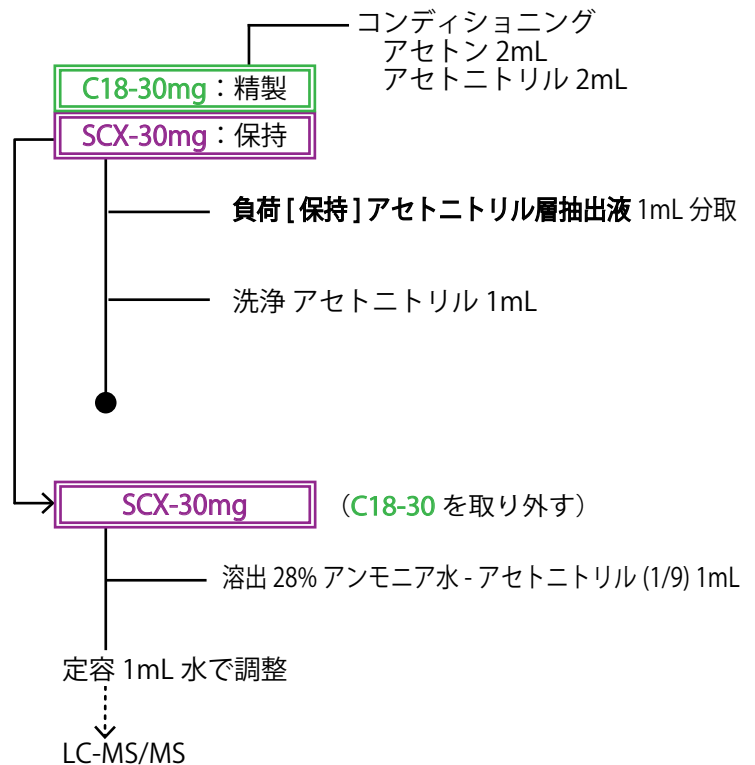 コンディショニング
アセトン 2mL
アセトニトリル 2mL
C18-30mg：精製
SCX-30mg：保持
負荷 [ 保持 ] アセトニトリル層抽出液 1mL 分取
洗浄 アセトニトリル 1mL
SCX-30mg （C18-30 を取り外す）
溶出 28% アンモニア水 - アセトニトリル (1/9) 1mL
定容 1mL 水で調整
LC-MS/MS